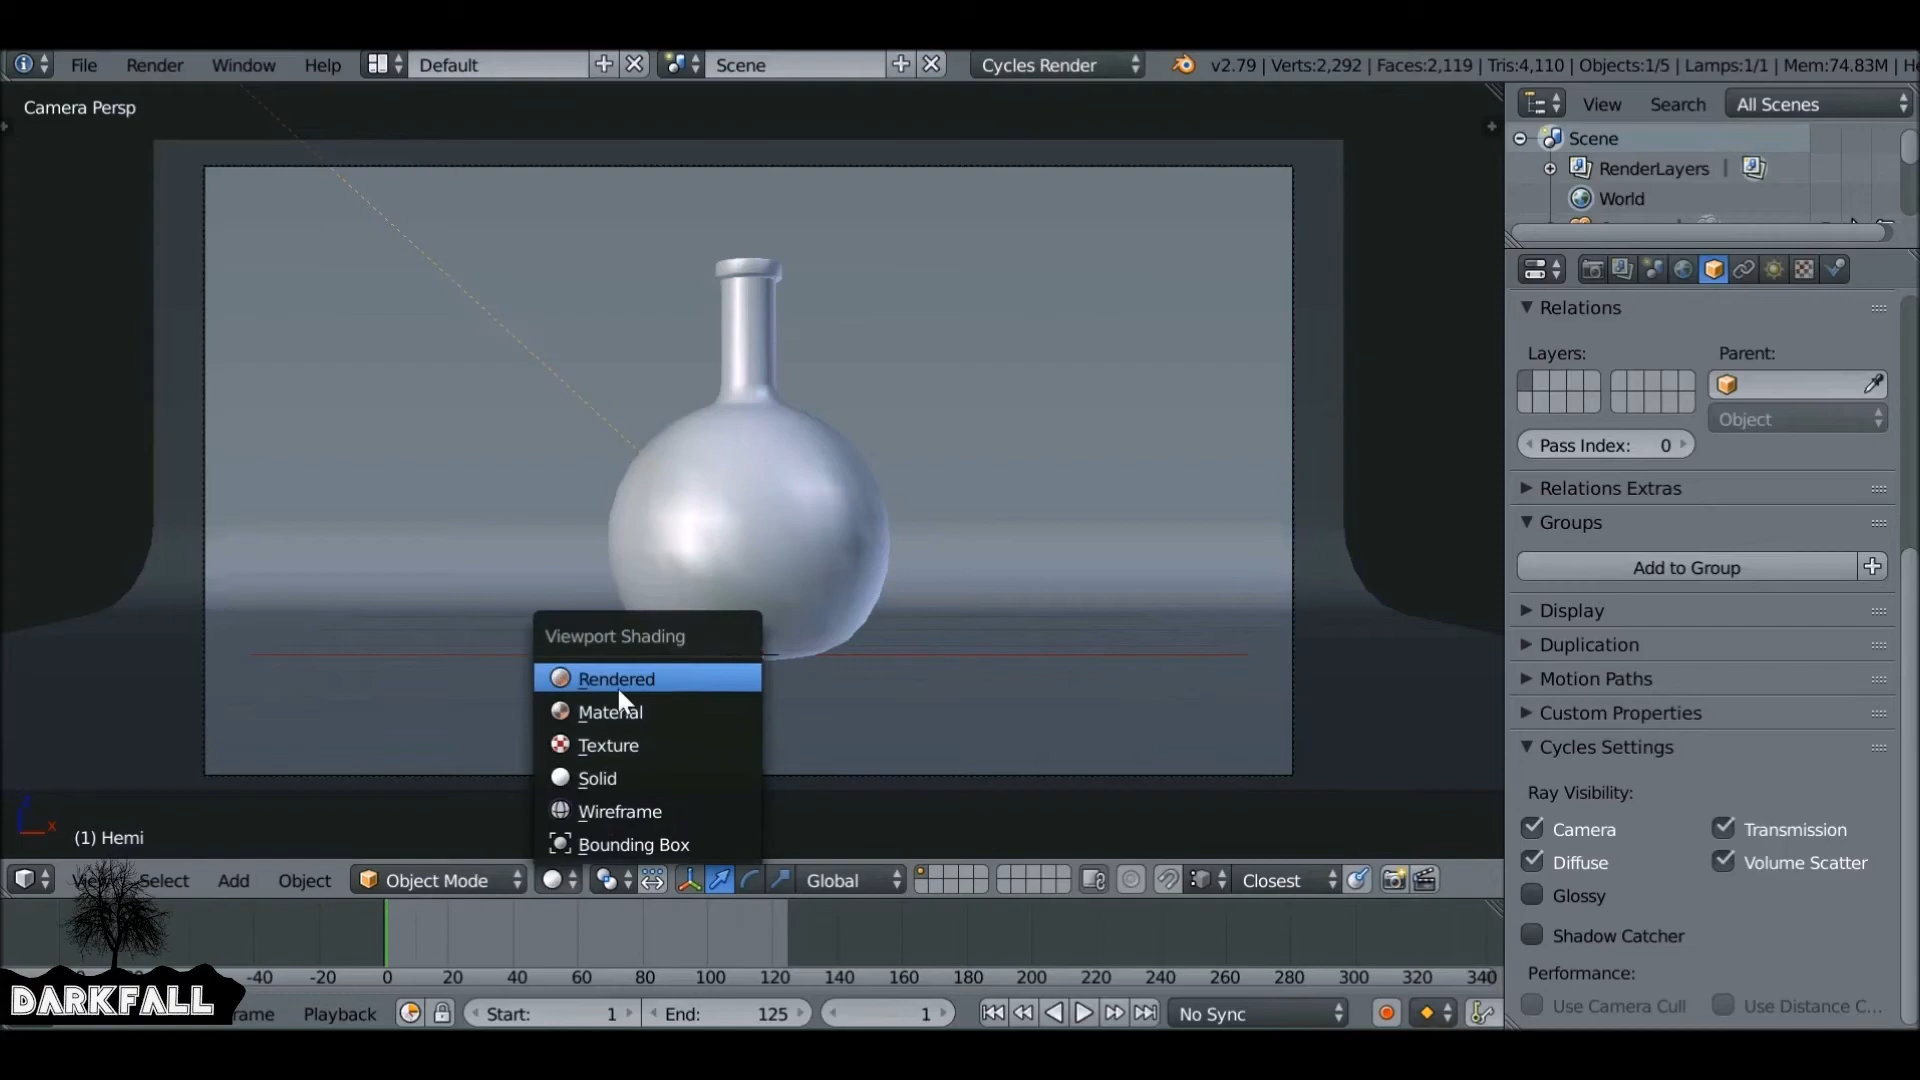 File Render Window Help Default Scene Cycles Render v2.79 | Verts:2,292 | Faces:2,119 | Tris:4,110 | Objects:1/5 | Lamps:1/1 | Mem:74.83M |
Camera Persp
View Search All Scenes
Scene
RenderLayers |
World
Relations
Layers: Parent:
Object
Pass Index: 0
Relations Extras
Groups
Add to Group
Display
Duplication
Motion Paths
Custom Properties
Cycles Settings
Ray Visibility:
Camera Transmission
Diffuse Volume Scatter
Glossy
Shadow Catcher
Performance:
Use Camera Cull Use Distance C...
Viewport Shading
Rendered
Material
Texture
Solid
Wireframe
Bounding Box
x
(1) Hemi
Select Add Object Object Mode Global Closest
-40 -20 0 20 40 60 80 100 120 140 160 180 200 220 240 260 280 300 320 340
Playback Start: 1 End: 125 1 No Sync
DARKFALL